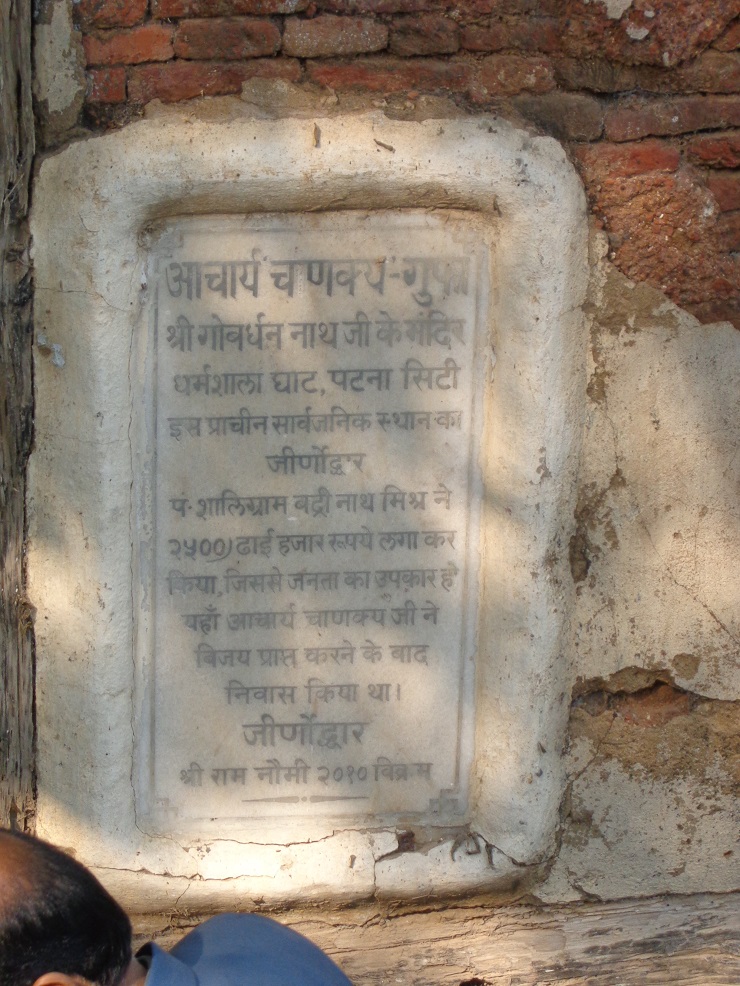 आचार्य चाणक्य-गुफा
श्री गोवर्धन नाथ जी के मंदिर
धर्मशाला घाट, पटना सिटी
इस प्राचीन सार्वजनिक स्थान का
जीर्णोद्धार
पं. शालिग्राम बद्री नाथ मिश्र ने
२५००) ढाई हजार रूपये लगा कर
किया, जिससे जनता का उपकार है
यहाँ आचार्य चाणक्य जी ने
विजय प्राप्त करने के बाद
निवास किया था।
जीर्णोद्धार
श्री राम नौमी २०१० विक्रम